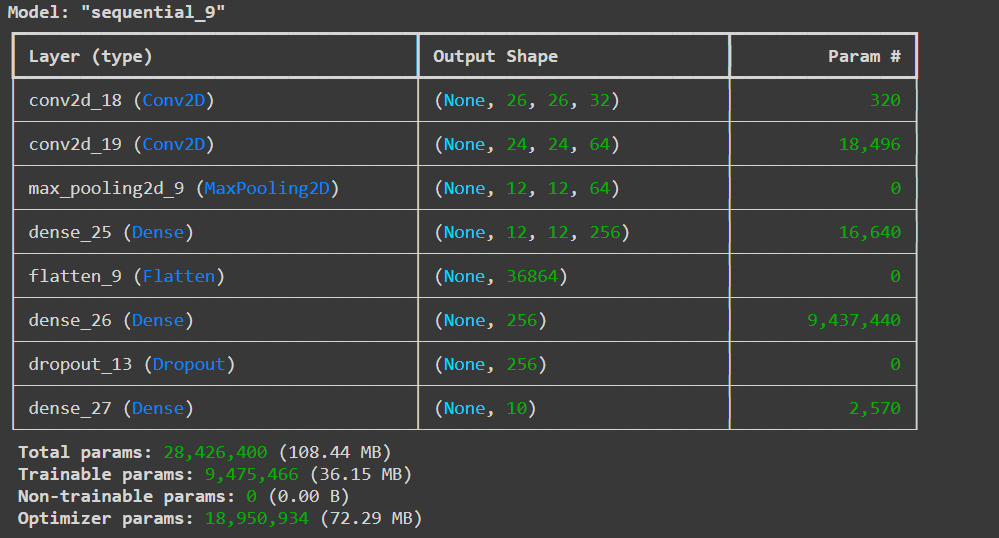 Model: "sequential_9"
Layer (type) Output Shape Param #
conv2d_18 (Conv2D) (None, 26, 26, 32) 320
conv2d_19 (Conv2D) (None, 24, 24, 64) 18,496
max_pooling2d_9 (MaxPooling2D) (None, 12, 12, 64) 0
dense_25 (Dense) (None, 12, 12, 256) 16,640
flatten_9 (Flatten) (None, 36864) 0
dense_26 (Dense) (None, 256) 9,437,440
dropout_13 (Dropout) (None, 256) 0
dense_27 (Dense) (None, 10) 2,570
Total params: 28,426,400 (108.44 MB)
Trainable params: 9,475,466 (36.15 MB)
Non-trainable params: 0 (0.00 B)
Optimizer params: 18,950,934 (72.29 MB)